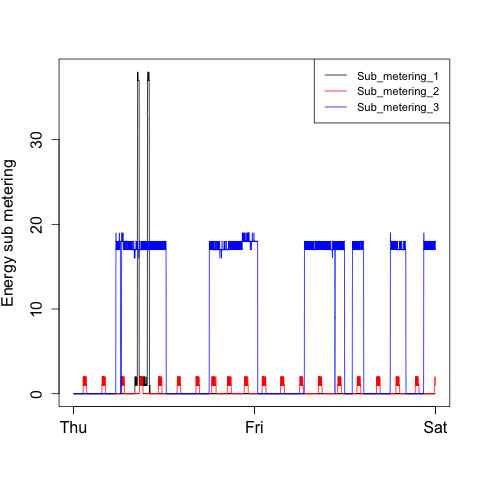 Sub_metering_1
Sub_metering_2
Sub_metering_3
Energy sub metering
30
20
10
0
Thu Fri Sat